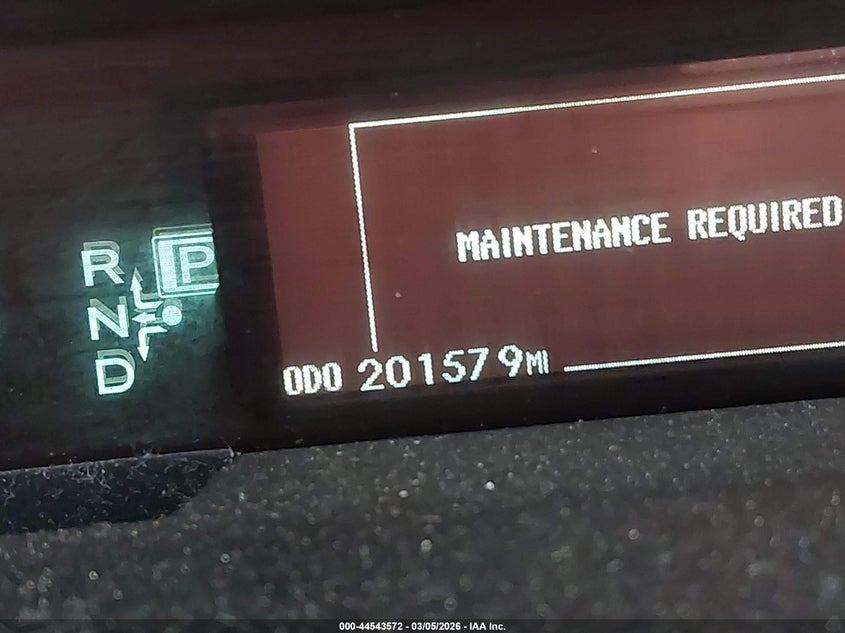 MAINTENANCE REQUIRED
R P
N
D
ODO 201579MI
000-44543572 - 03/05/2026 - IAA Inc.